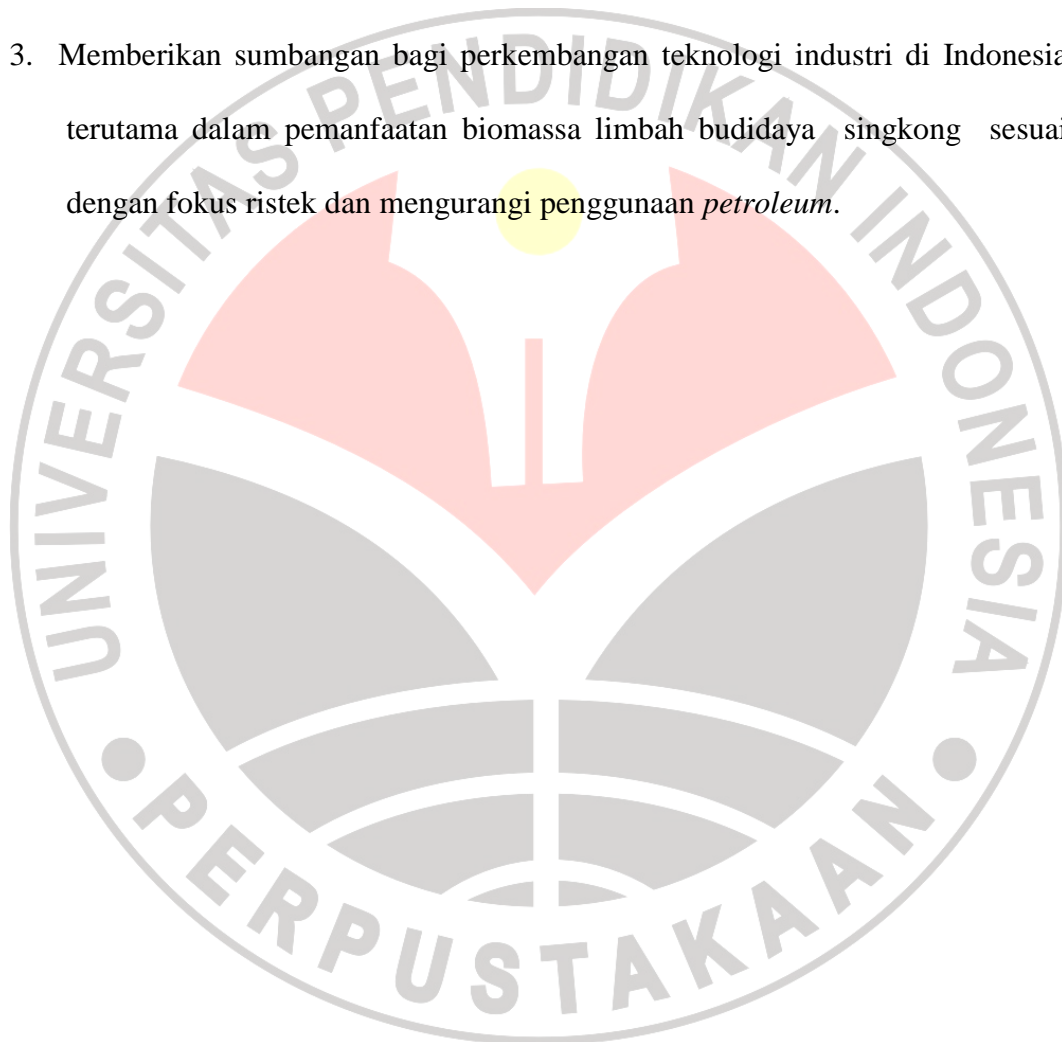 3. Memberikan sumbangan bagi perkembangan teknologi industri di Indonesia
terutama dalam pemanfaatan biomassa limbah budidaya singkong sesuai
dengan fokus ristek dan mengurangi penggunaan petroleum.
UNIVERSITAS PENDIDIKAN INDONESIA
PERPUSTAKAAN